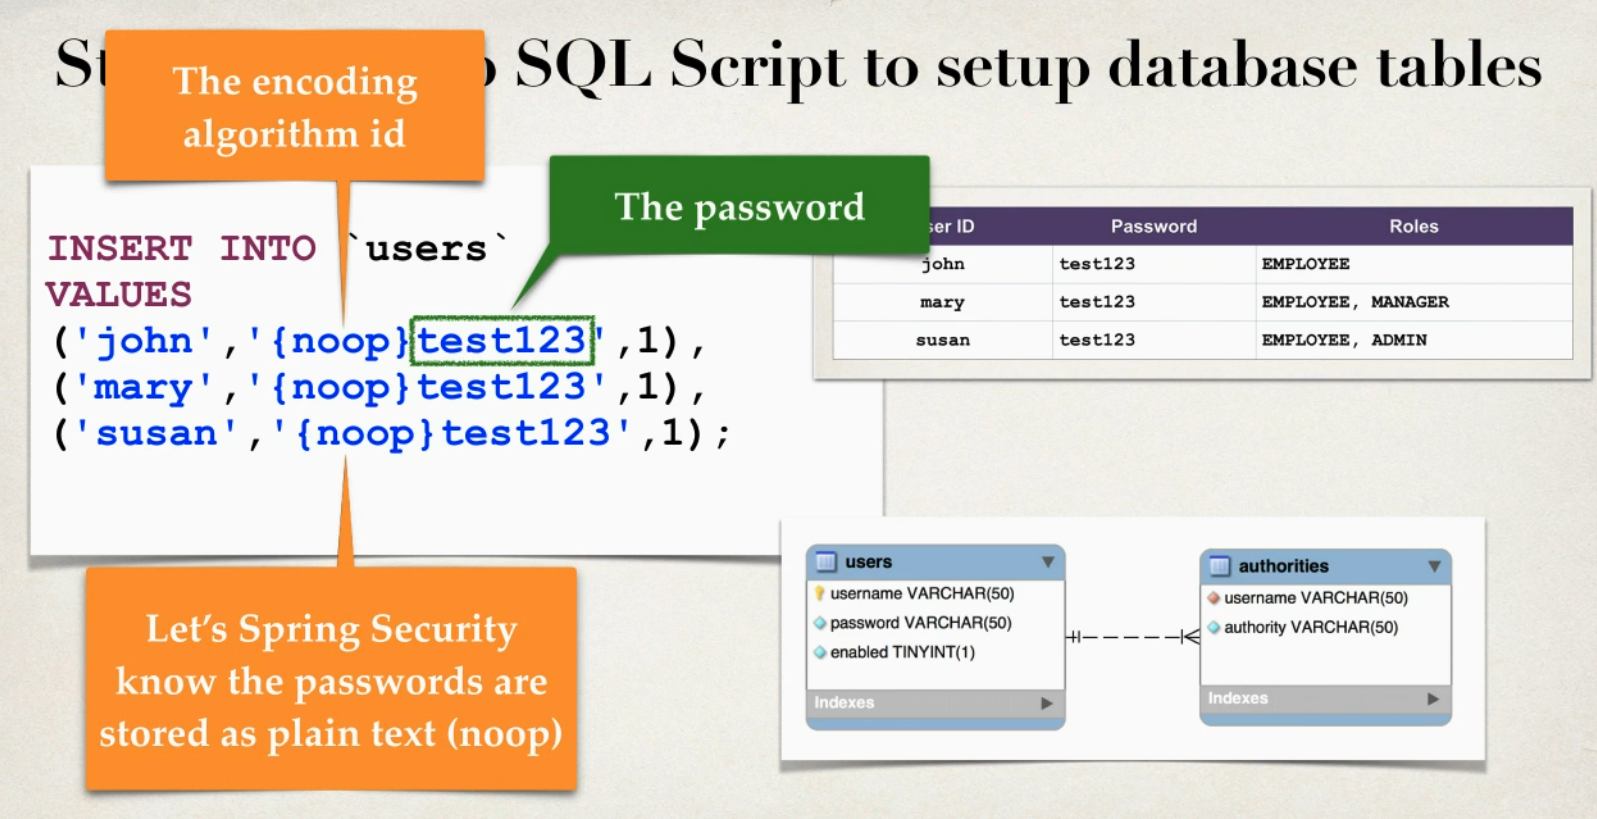 St
o SQL Script to setup database tables
The encoding
algorithm id
The password
INSERT INTO `users`
VALUES
('john','{noop}test123',1),
('mary','{noop}test123',1),
('susan','{noop}test123',1);
Let's Spring Security
know the passwords are
stored as plain text (noop)
ser ID Password Roles
john test123 EMPLOYEE
mary test123 EMPLOYEE, MANAGER
susan test123 EMPLOYEE, ADMIN
users
username VARCHAR(50)
password VARCHAR(50)
enabled TINYINT(1)
Indexes
authorities
username VARCHAR(50)
authority VARCHAR(50)
Indexes